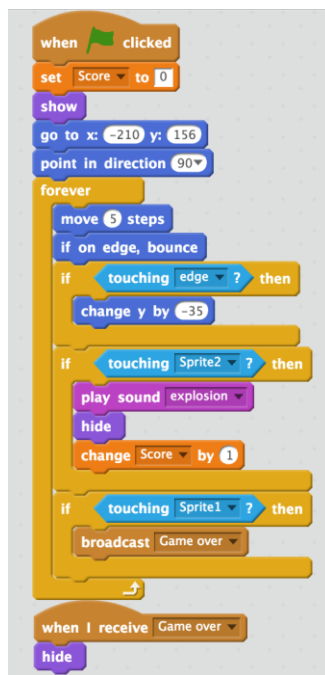 when clicked
set Score to 0
show
go to x: -210 y: 156
point in direction 90
forever
move 5 steps
if on edge, bounce
if touching edge ? then
change y by -35
if touching Sprite2 ? then
play sound explosion
hide
change Score by 1
if touching Sprite1 ? then
broadcast Game over
when I receive Game over
hide